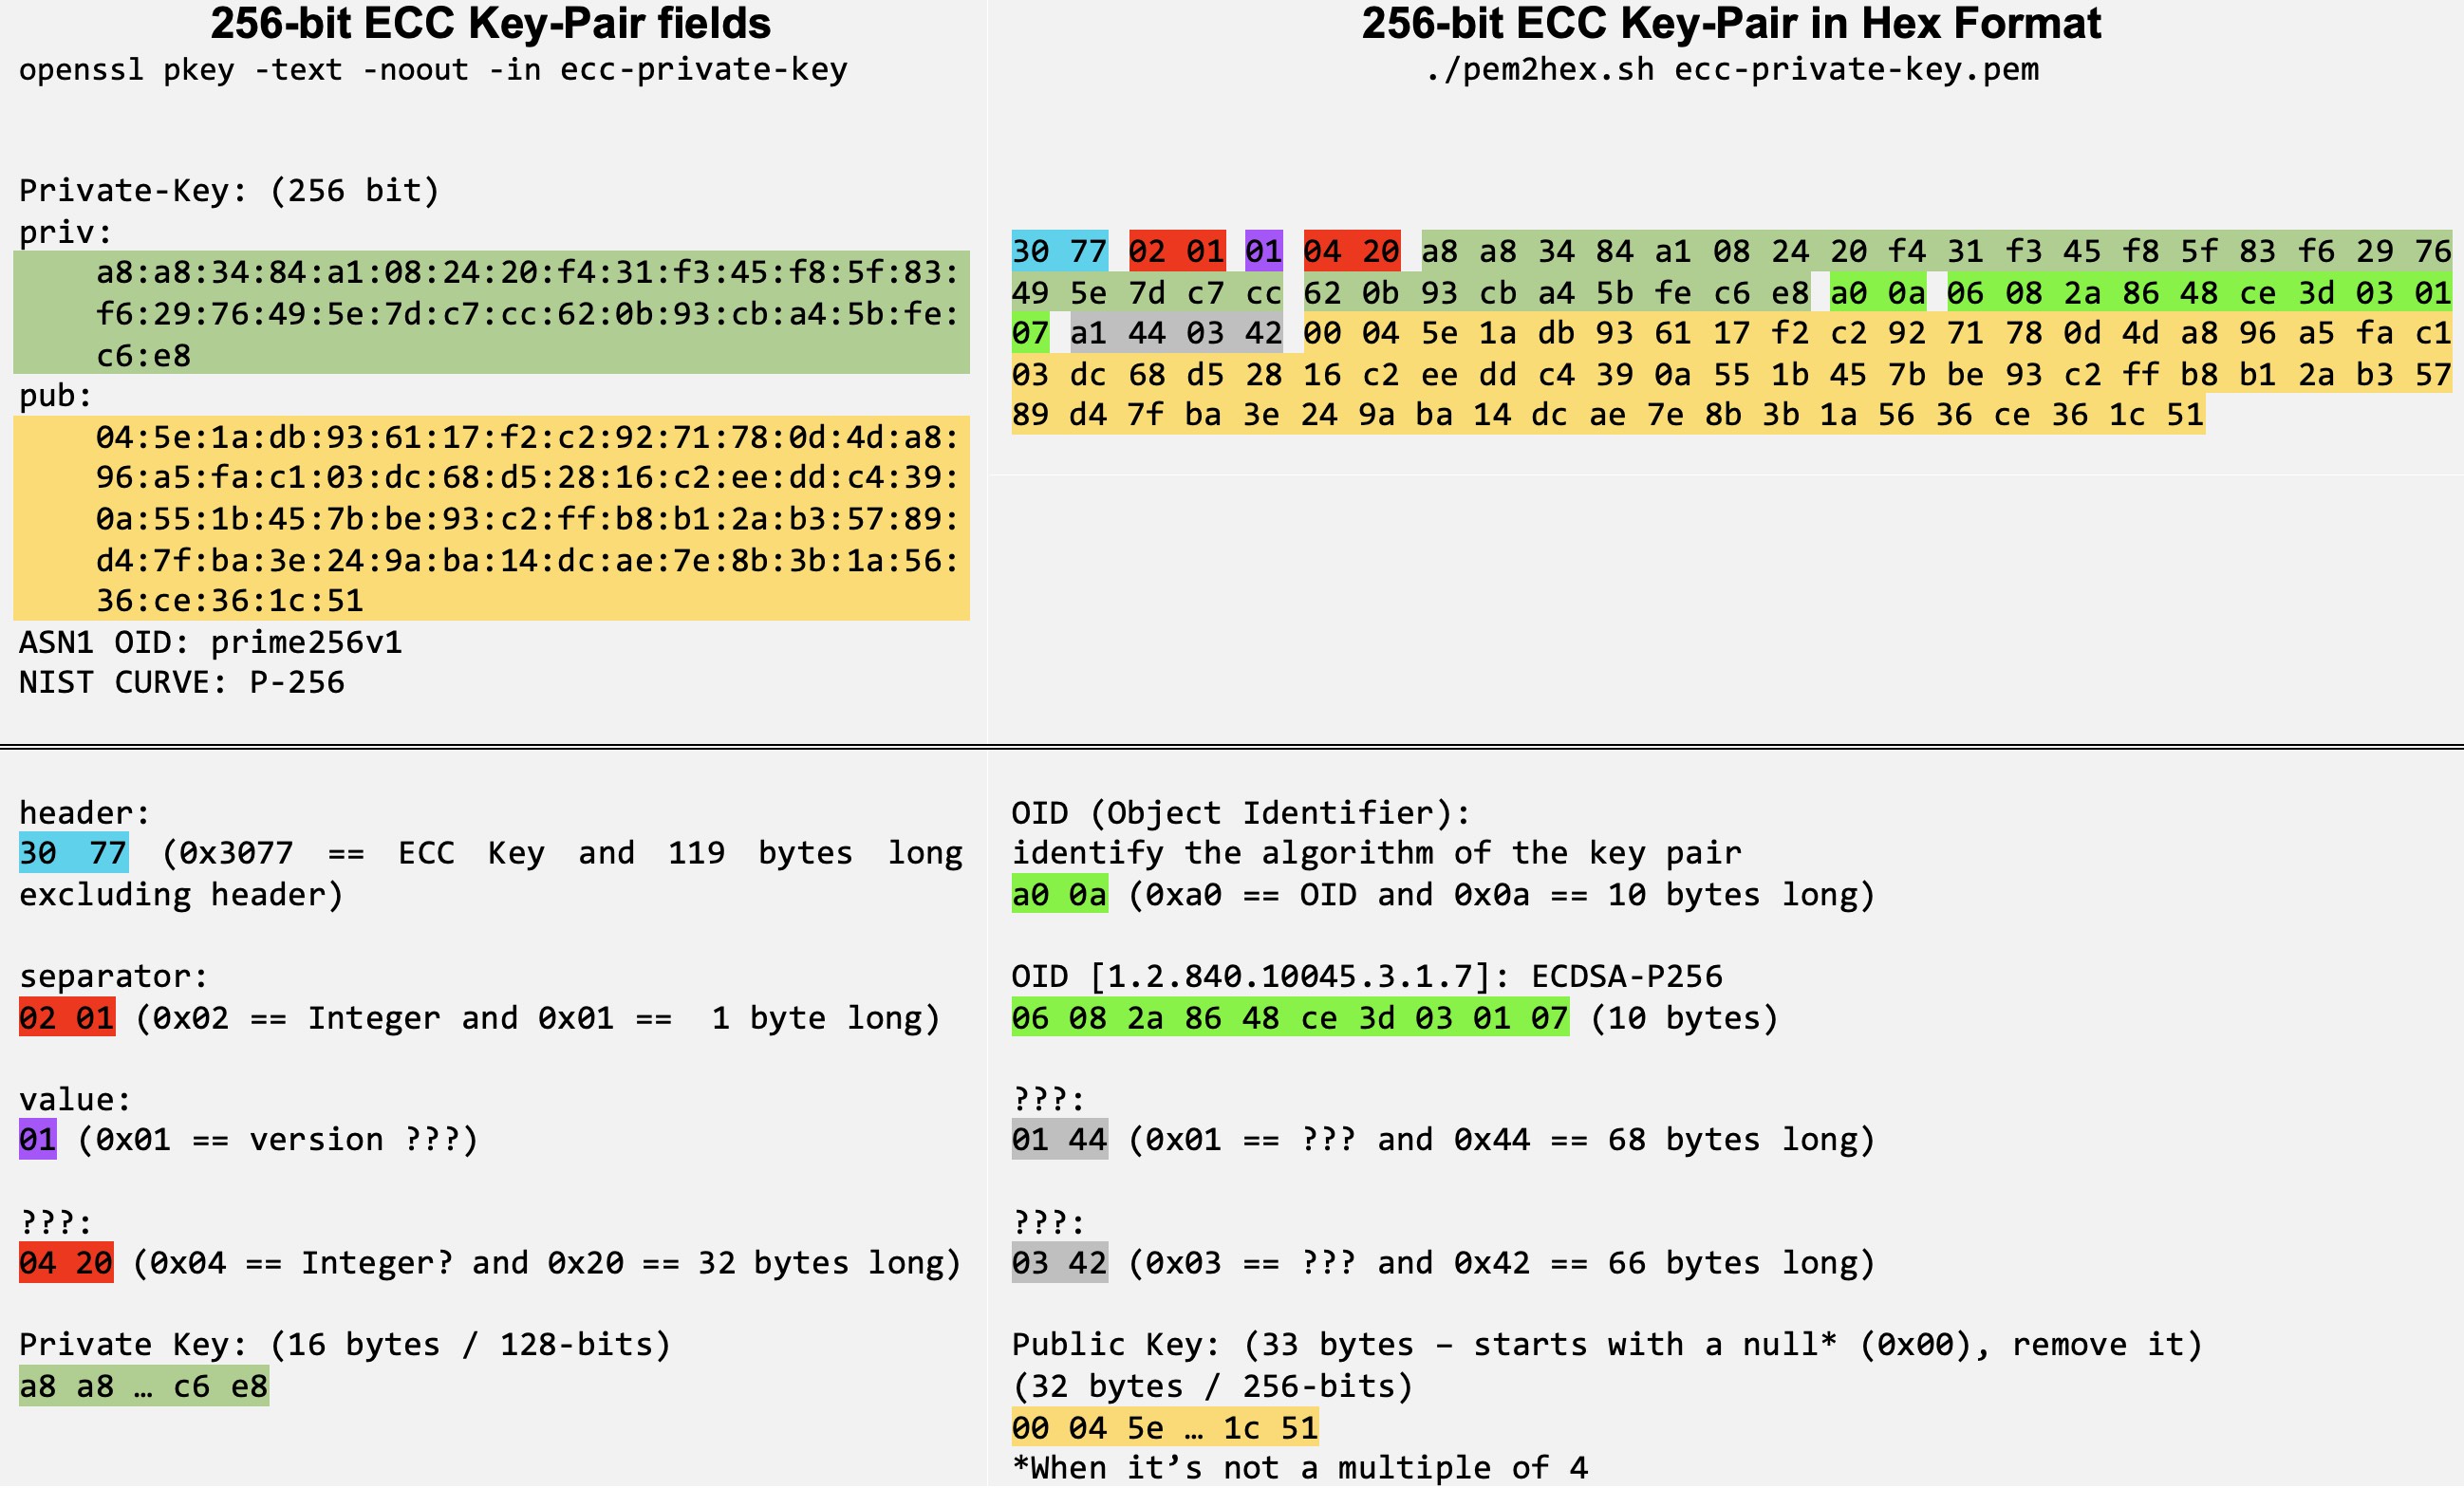 256-bit ECC Key-Pair fields
openssl pkey -text -noout -in ecc-private-key
Private-Key: (256 bit)
priv:
a8:a8:34:84:a1:08:24:20:f4:31:f3:45:f8:5f:83:
f6:29:76:49:5e:7d:c7:cc:62:0b:93:cb:a4:5b:fe:
c6:e8
pub:
04:5e:1a:db:93:61:17:f2:c2:92:71:78:0d:4d:a8:
96:a5:fa:c1:03:dc:68:d5:28:16:c2:ee:dd:c4:39:
0a:55:1b:45:7b:be:93:c2:ff:b8:b1:2a:b3:57:89:
d4:7f:ba:3e:24:9a:ba:14:dc:ae:7e:8b:3b:1a:56:
36:ce:36:1c:51
ASN1 OID: prime256v1
NIST CURVE: P-256
256-bit ECC Key-Pair in Hex Format
./pem2hex.sh ecc-private-key.pem
30 77 02 01 01 04 20 a8 a8 34 84 a1 08 24 20 f4 31 f3 45 f8 5f 83 f6 29 76
49 5e 7d c7 cc 62 0b 93 cb a4 5b fe c6 e8 a0 0a 06 08 2a 86 48 ce 3d 03 01
07 a1 44 03 42 00 04 5e 1a db 93 61 17 f2 c2 92 71 78 0d 4d a8 96 a5 fa c1
03 dc 68 d5 28 16 c2 ee dd c4 39 0a 55 1b 45 7b be 93 c2 ff b8 b1 2a b3 57
89 d4 7f ba 3e 24 9a ba 14 dc ae 7e 8b 3b 1a 56 36 ce 36 1c 51
header:
30 77 (0x3077 == ECC Key and 119 bytes long
excluding header)
separator:
02 01 (0x02 == Integer and 0x01 == 1 byte long)
value:
01 (0x01 == version ???)
???:
04 20 (0x04 == Integer? and 0x20 == 32 bytes long)
Private Key: (16 bytes / 128-bits)
a8 a8 … c6 e8
OID (Object Identifier):
identify the algorithm of the key pair
a0 0a (0xa0 == OID and 0x0a == 10 bytes long)
OID [1.2.840.10045.3.1.7]: ECDSA-P256
06 08 2a 86 48 ce 3d 03 01 07 (10 bytes)
???:
01 44 (0x01 == ??? and 0x44 == 68 bytes long)
???:
03 42 (0x03 == ??? and 0x42 == 66 bytes long)
Public Key: (33 bytes – starts with a null* (0x00), remove it)
(32 bytes / 256-bits)
00 04 5e … 1c 51
*When it’s not a multiple of 4